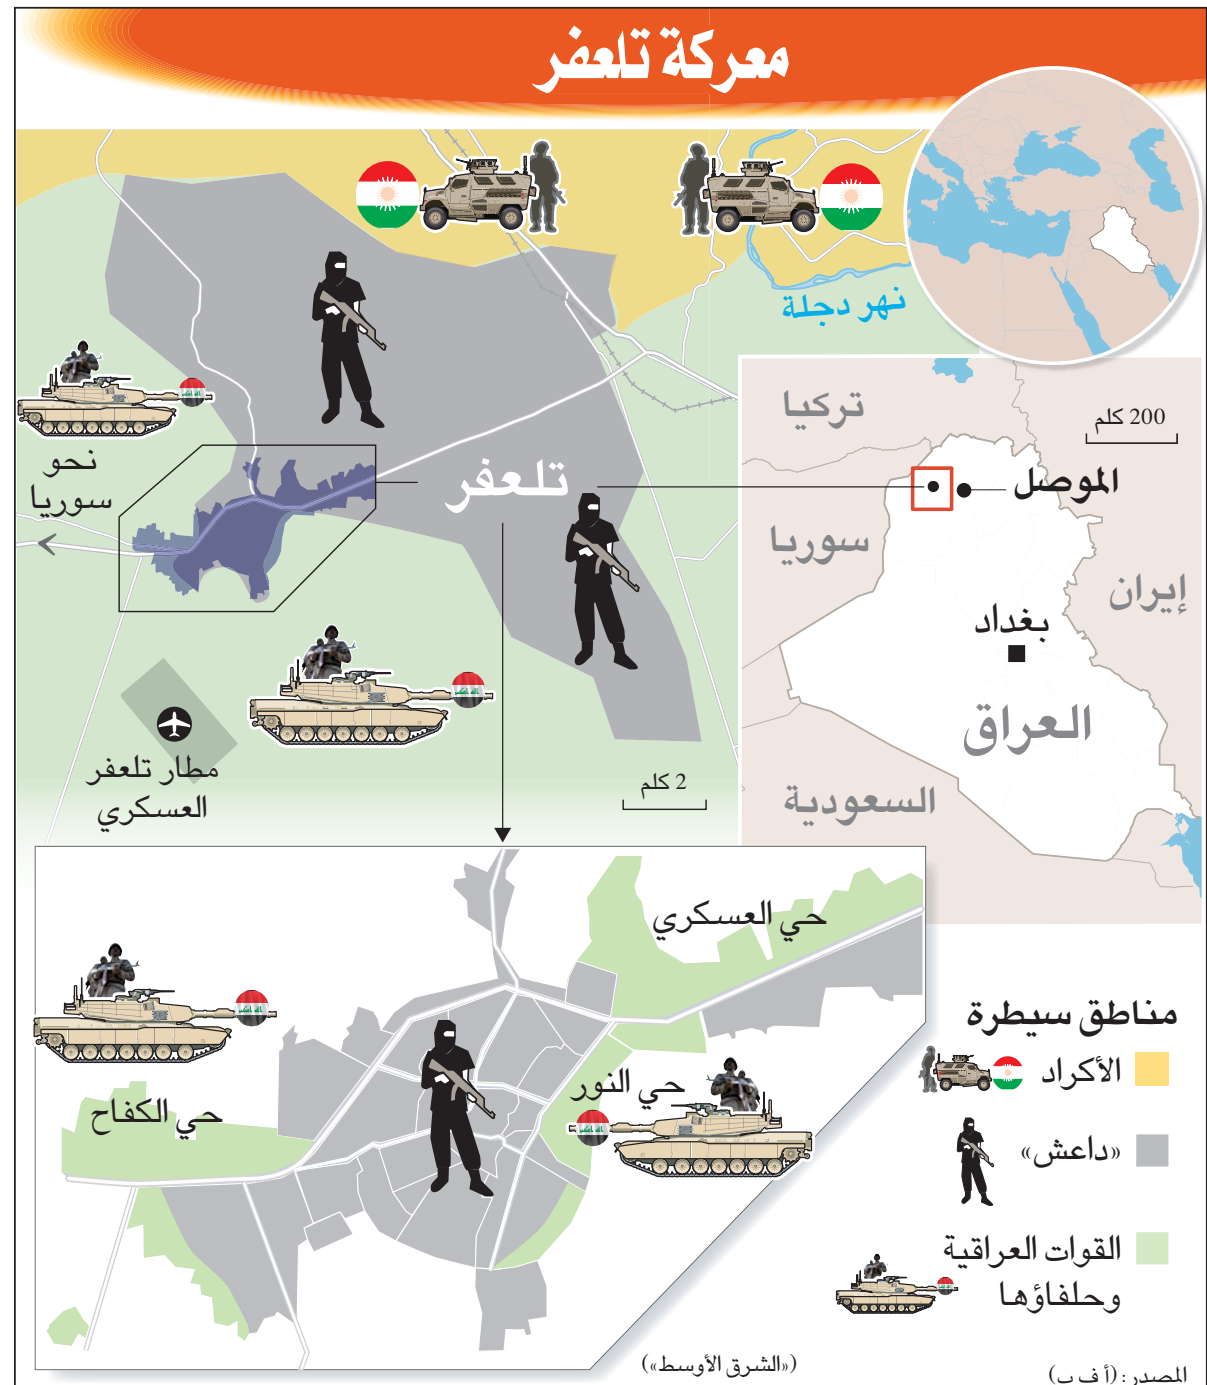 معركة تلعفر
نهر دجلة
نحو
سوريا
تلعفر
مطار تلعفر
العسكري
2 كلم
تركيا
200 كلم
الموصل
سوريا
إيران
بغداد
العراق
السعودية
حي العسكري
حي النور
حي الكفاح
مناطق سيطرة
الأكراد
«داعش»
القوات العراقية
وحلفاؤها
(«الشرق الأوسط»)
المصدر: (أ ف ب)